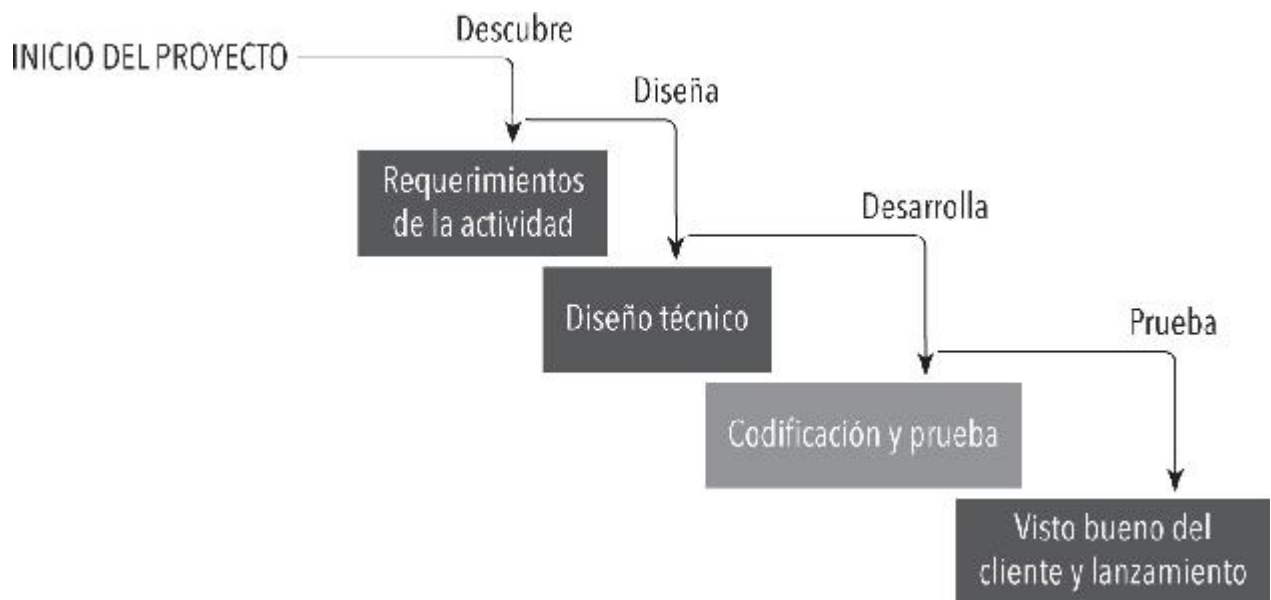 Descubre
INICIO DEL PROYECTO
Diseña
Requerimientos
de la actividad
Desarrolla
Diseño técnico
Prueba
Codificación y prueba
Visto bueno del
cliente y lanzamiento